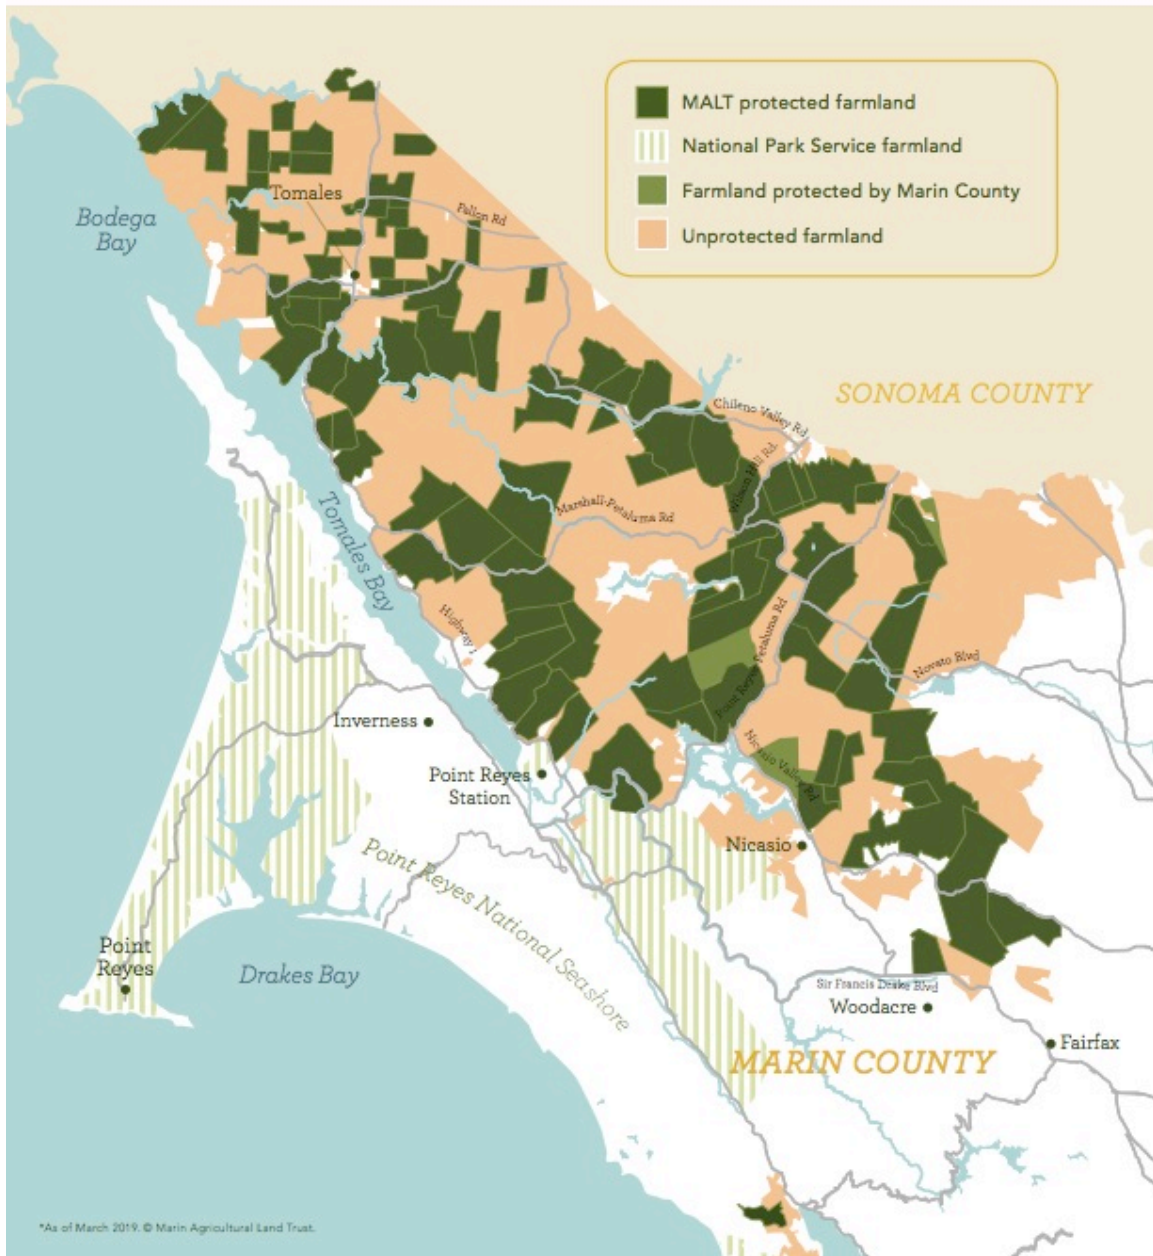 MALT protected farmland
National Park Service farmland
Farmland protected by Marin County
Unprotected farmland
Tomales
Bodega
Bay
Fallon Rd
SONOMA COUNTY
Chileno Valley Rd
Wilson Hill Rd.
Marshall-Petaluma Rd
Tomales Bay
Highway 1
Point Reyes Petaluma Rd
Novato Blvd
Inverness
Nicasio Valley Rd
Point Reyes
Station
Nicasio
Point Reyes National Seashore
Point
Reyes
Drakes Bay
Sir Francis Drake Blvd
Woodacre
Fairfax
MARIN COUNTY
*As of March 2019. © Marin Agricultural Land Trust.